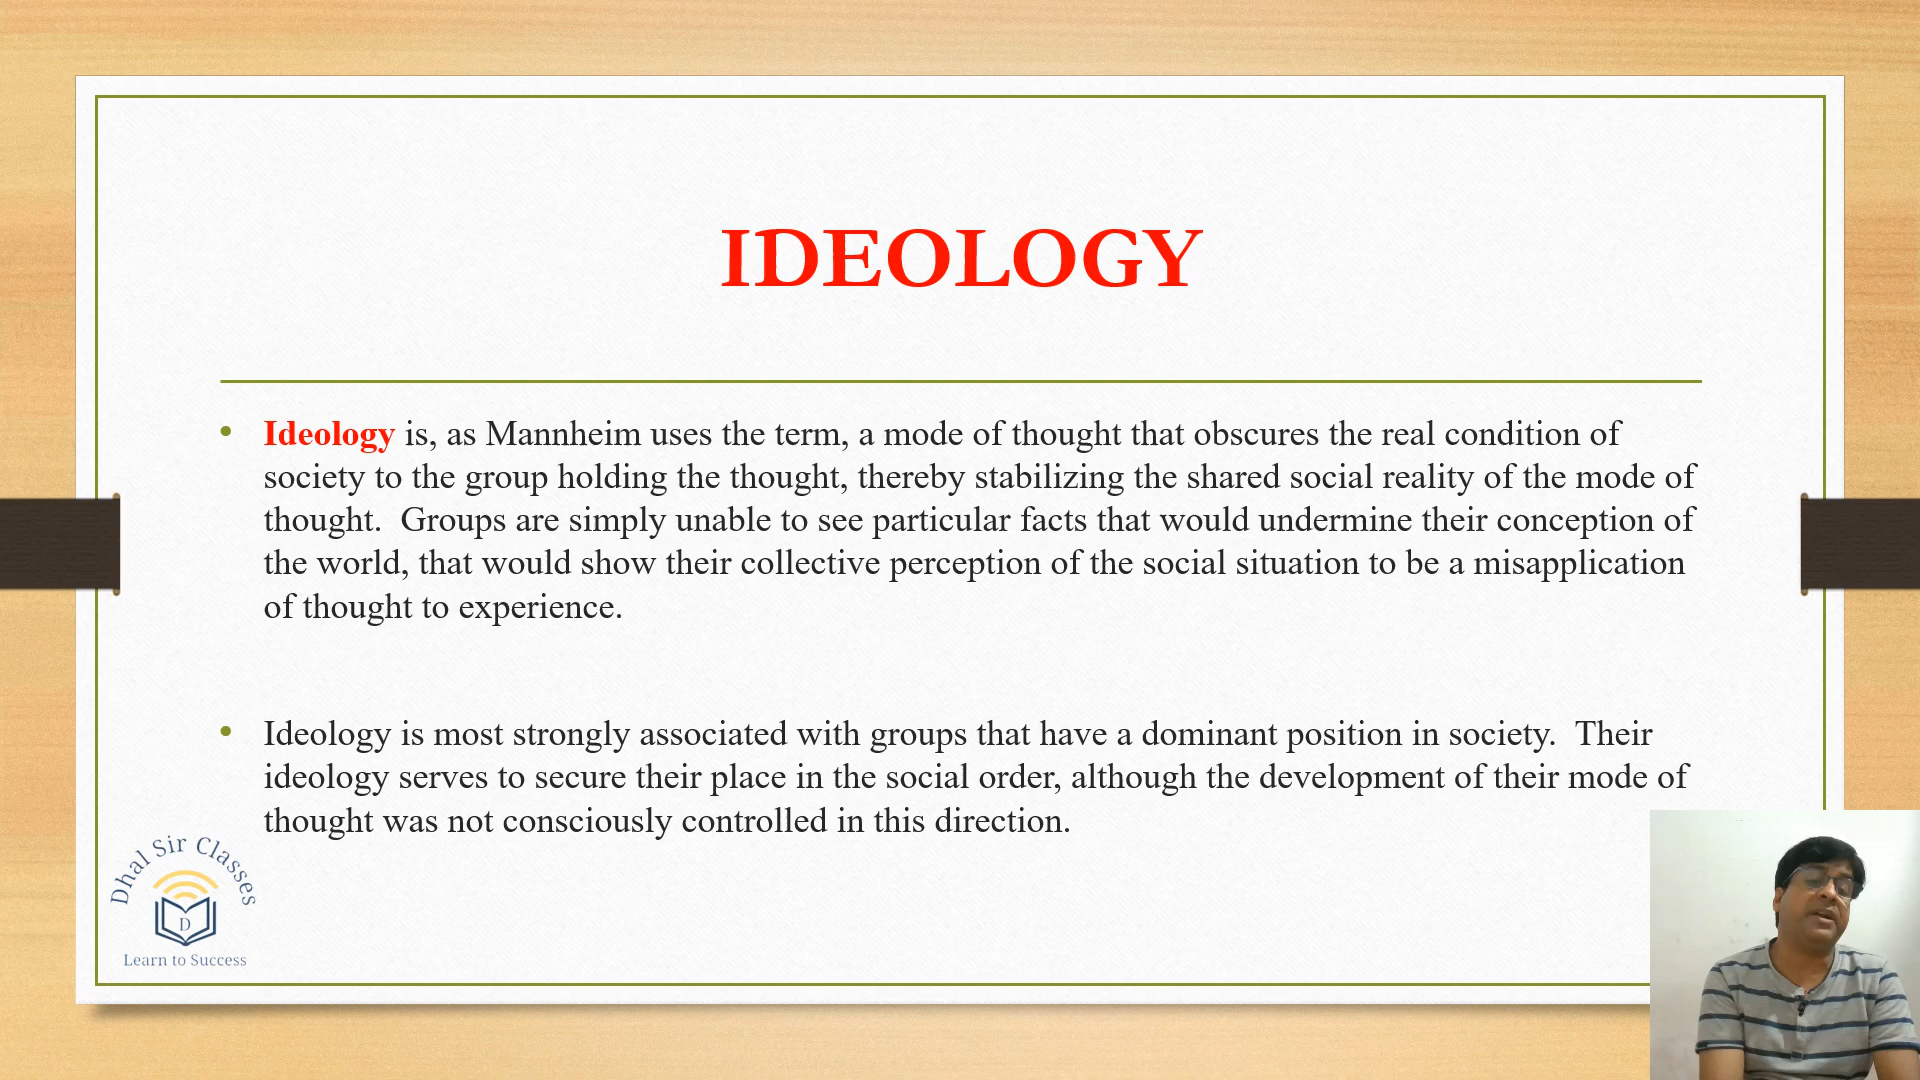 IDEOLOGY
• Ideology is, as Mannheim uses the term, a mode of thought that obscures the real condition of
society to the group holding the thought, thereby stabilizing the shared social reality of the mode of
thought.  Groups are simply unable to see particular facts that would undermine their conception of
the world, that would show their collective perception of the social situation to be a misapplication
of thought to experience.
• Ideology is most strongly associated with groups that have a dominant position in society.  Their
ideology serves to secure their place in the social order, although the development of their mode of
thought was not consciously controlled in this direction.
Dhal Sir Classes
D
Learn to Success